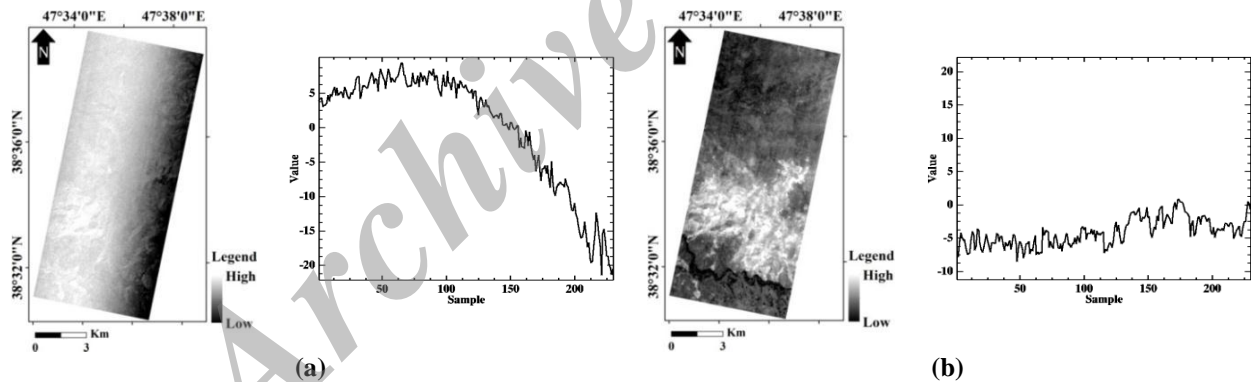 47°34'0"E 47°38'0"E
N
38°36'0"N
38°32'0"N
Legend
High
Low
Km
0 3
Value
5
0
-5
-10
-15
-20
50 100 150 200
Sample
(a)
47°34'0"E 47°38'0"E
N
38°36'0"N
38°32'0"N
Legend
High
Low
Km
0 3
Value
20
15
10
5
0
-5
-10
50 100 150 200
Sample
(b)
Archive